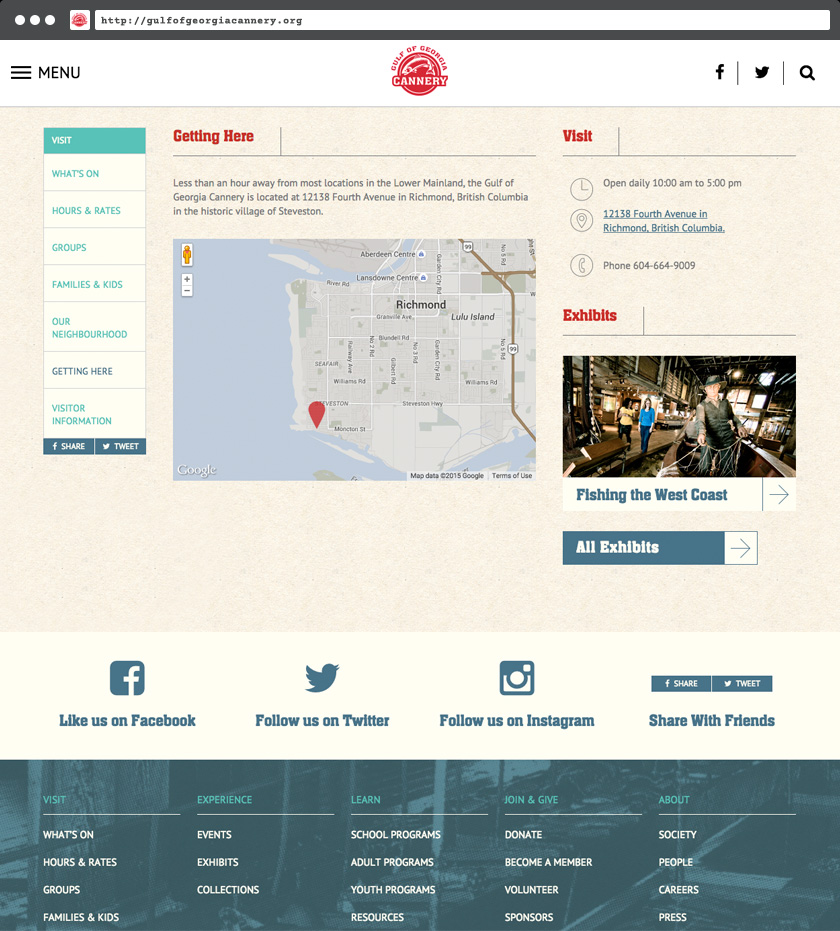 http://gulfofgeorgiacannery.org
MENU
GULF OF GEORGIA
CANNERY
VISIT
WHAT'S ON
HOURS & RATES
GROUPS
FAMILIES & KIDS
OUR
NEIGHBOURHOOD
GETTING HERE
VISITOR
INFORMATION
SHARE
TWEET
Getting Here
Less than an hour away from most locations in the Lower Mainland, the Gulf of
Georgia Cannery is located at 12138 Fourth Avenue in Richmond, British Columbia
in the historic village of Steveston.
Aberdeen Centre
Lansdowne Centre
River Rd
Richmond
Granville Ave
Lulu Island
Blundell Rd
No 2 Rd
No 3 Rd
Garden City Rd
Garden City Rd
No 5 Rd
No 5 Rd
Railway Ave
Gilbert Rd
SEAFAIR
Williams Rd
Williams Rd
STEVESTON
Steveston Hwy
Moncton St
99
99
Google
Map data ©2015 Google
Terms of Use
Visit
Open daily 10:00 am to 5:00 pm
12138 Fourth Avenue in
Richmond, British Columbia.
Phone 604-664-9009
Exhibits
Fishing the West Coast
All Exhibits
Like us on Facebook
Follow us on Twitter
Follow us on Instagram
SHARE
TWEET
Share With Friends
VISIT
WHAT'S ON
HOURS & RATES
GROUPS
FAMILIES & KIDS
EXPERIENCE
EVENTS
EXHIBITS
COLLECTIONS
LEARN
SCHOOL PROGRAMS
ADULT PROGRAMS
YOUTH PROGRAMS
RESOURCES
JOIN & GIVE
DONATE
BECOME A MEMBER
VOLUNTEER
SPONSORS
ABOUT
SOCIETY
PEOPLE
CAREERS
PRESS